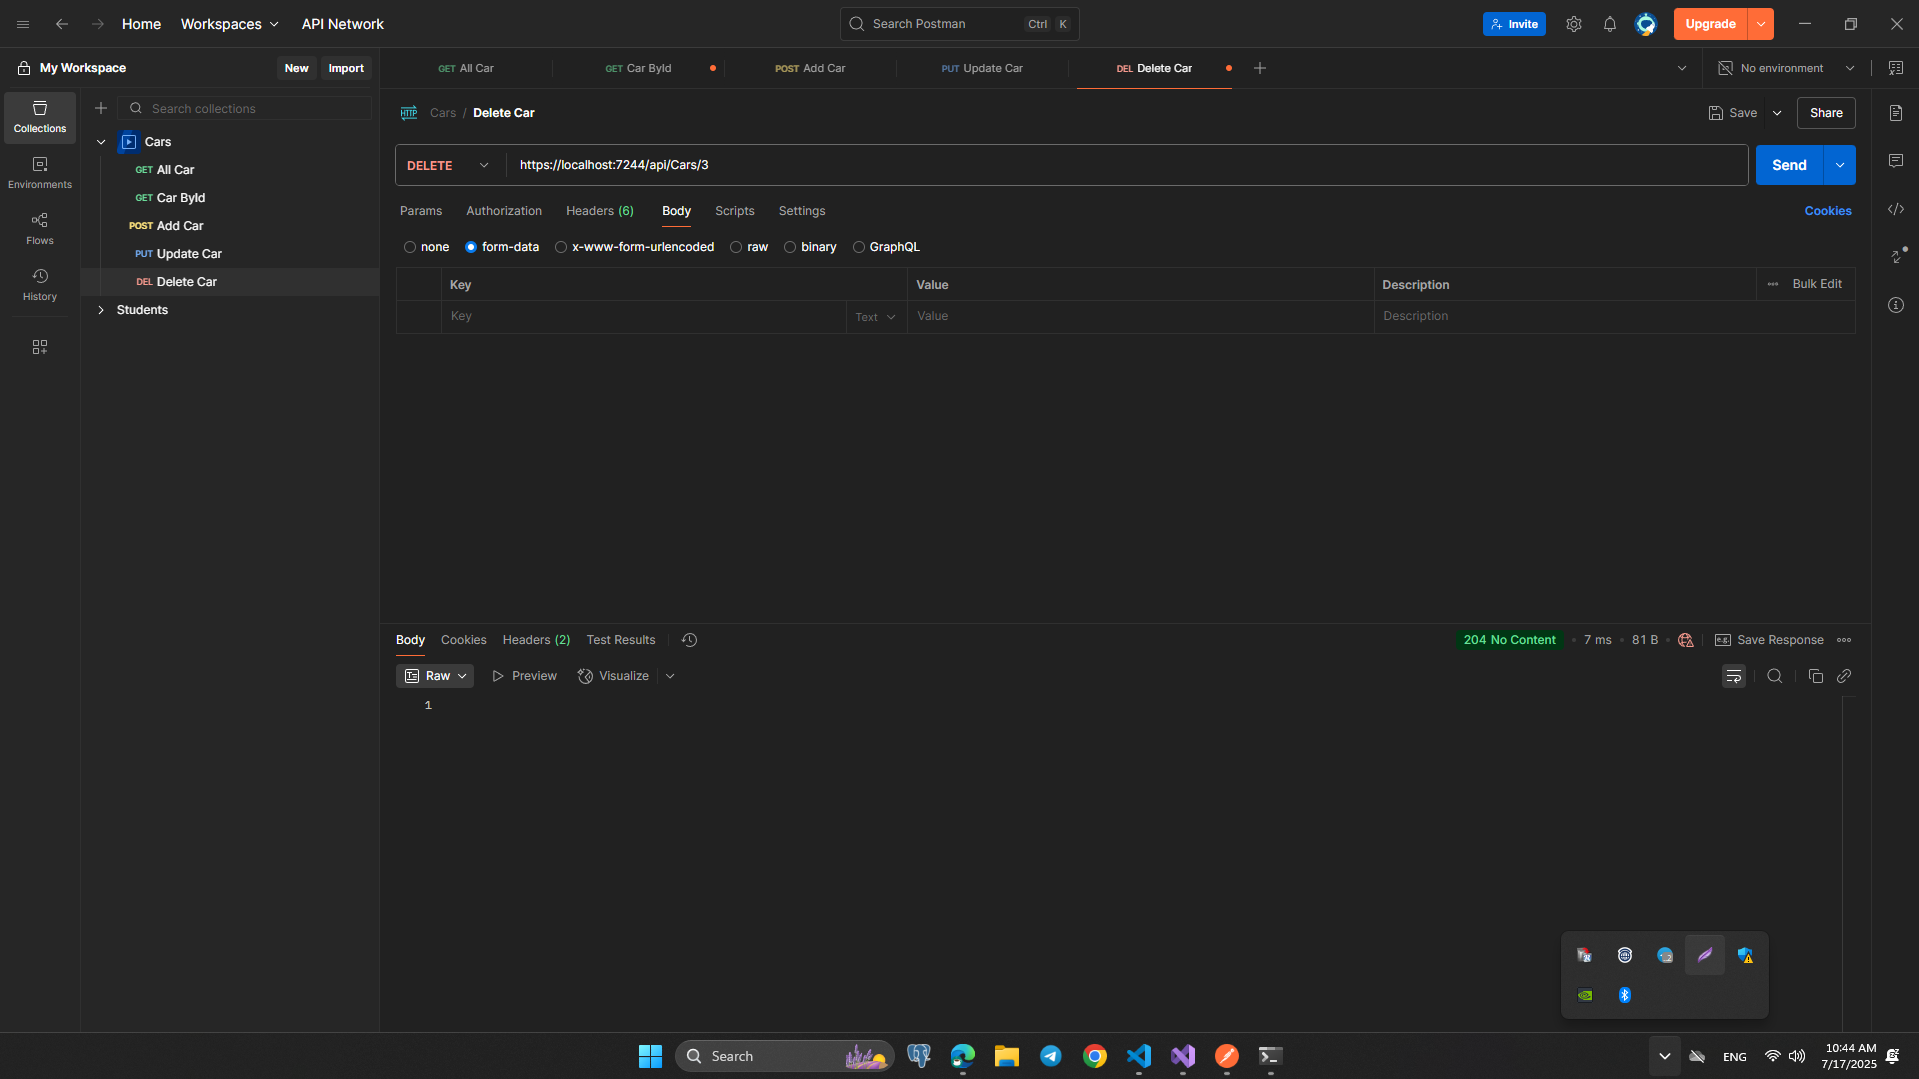 Home
Workspaces
API Network
Search Postman
Ctrl
K
Invite
Upgrade
My Workspace
New
Import
GET All Car
GET Car ById
POST Add Car
PUT Update Car
DEL Delete Car
No environment
Collections
Environments
Flows
History
Search collections
Cars
GET All Car
GET Car ById
POST Add Car
PUT Update Car
DEL Delete Car
Students
HTTP
Cars / Delete Car
Save
Share
DELETE
https://localhost:7244/api/Cars/3
Send
Params
Authorization
Headers (6)
Body
Scripts
Settings
Cookies
none
form-data
x-www-form-urlencoded
raw
binary
GraphQL
Key
Value
Description
Bulk Edit
Key
Text
Value
Description
Body
Cookies
Headers (2)
Test Results
204 No Content
7 ms
81 B
e.g.
Save Response
Raw
Preview
Visualize
1
Search
ENG
10:44 AM
7/17/2025